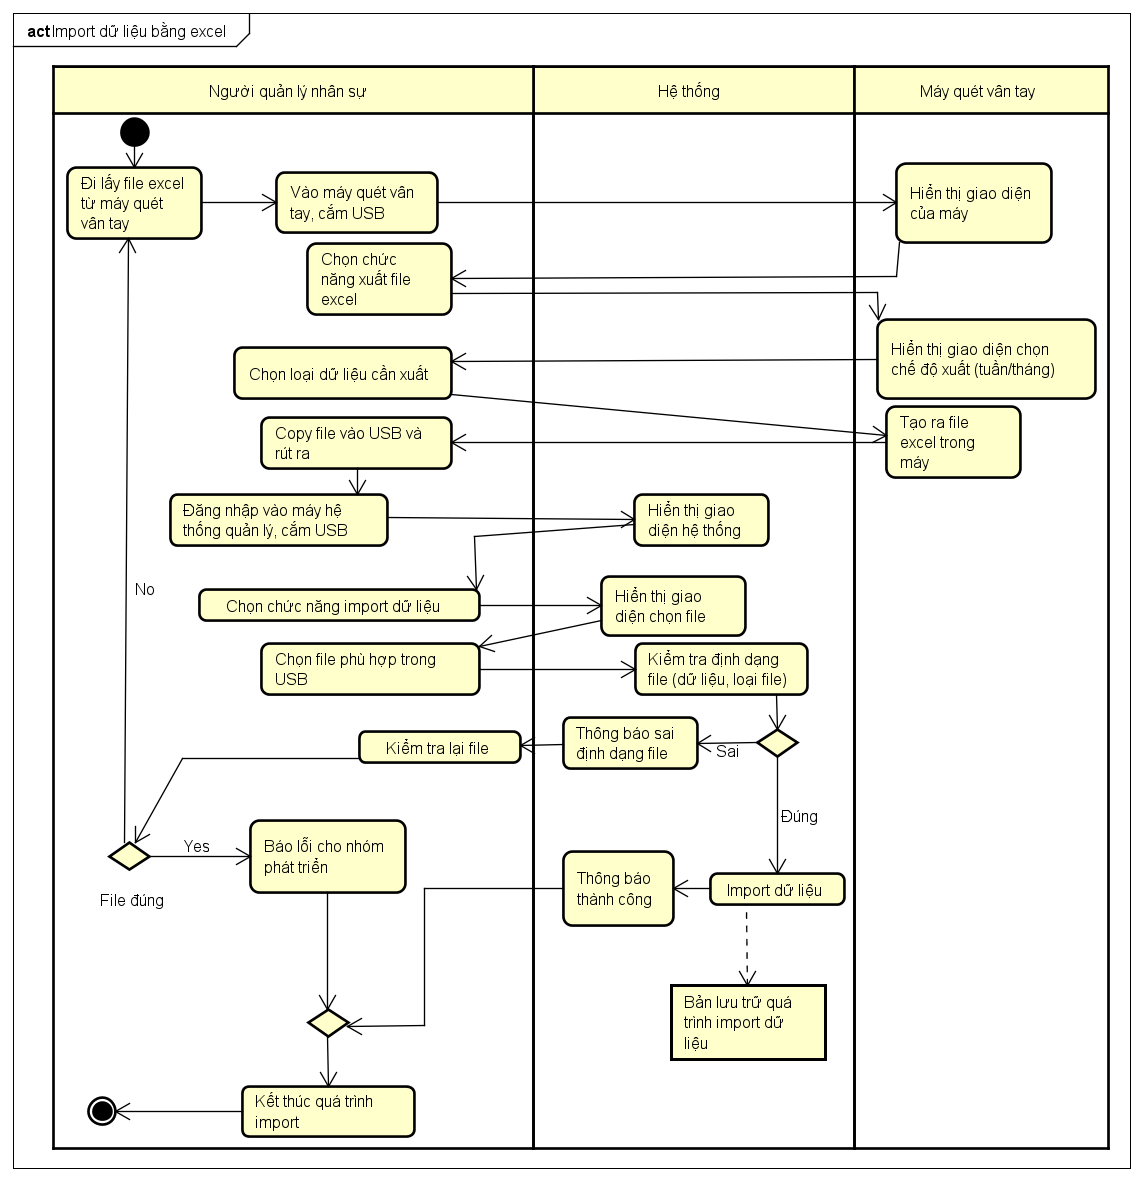 act Import dữ liệu bằng excel
Người quản lý nhân sự
Hệ thống
Máy quét vân tay
Đi lấy file excel
từ máy quét
vân tay
Vào máy quét vân
tay, cắm USB
Hiển thị giao diện
của máy
Chọn chức
năng xuất file
excel
Hiển thị giao diện chọn
chế độ xuất (tuần/tháng)
Chọn loại dữ liệu cần xuất
Tạo ra file
excel trong
máy
Copy file vào USB và
rút ra
Đăng nhập vào máy hệ
thống quản lý, cắm USB
Hiển thị giao
diện hệ thống
No
Chọn chức năng import dữ liệu
Hiển thị giao
diện chọn file
Chọn file phù hợp trong
USB
Kiểm tra định dạng
file (dữ liệu, loại file)
Kiểm tra lại file
Thông báo sai
định dạng file
Sai
Đúng
Yes
Báo lỗi cho nhóm
phát triển
File đúng
Thông báo
thành công
Import dữ liệu
Bản lưu trữ quá
trình import dữ
liệu
Kết thúc quá trình
import